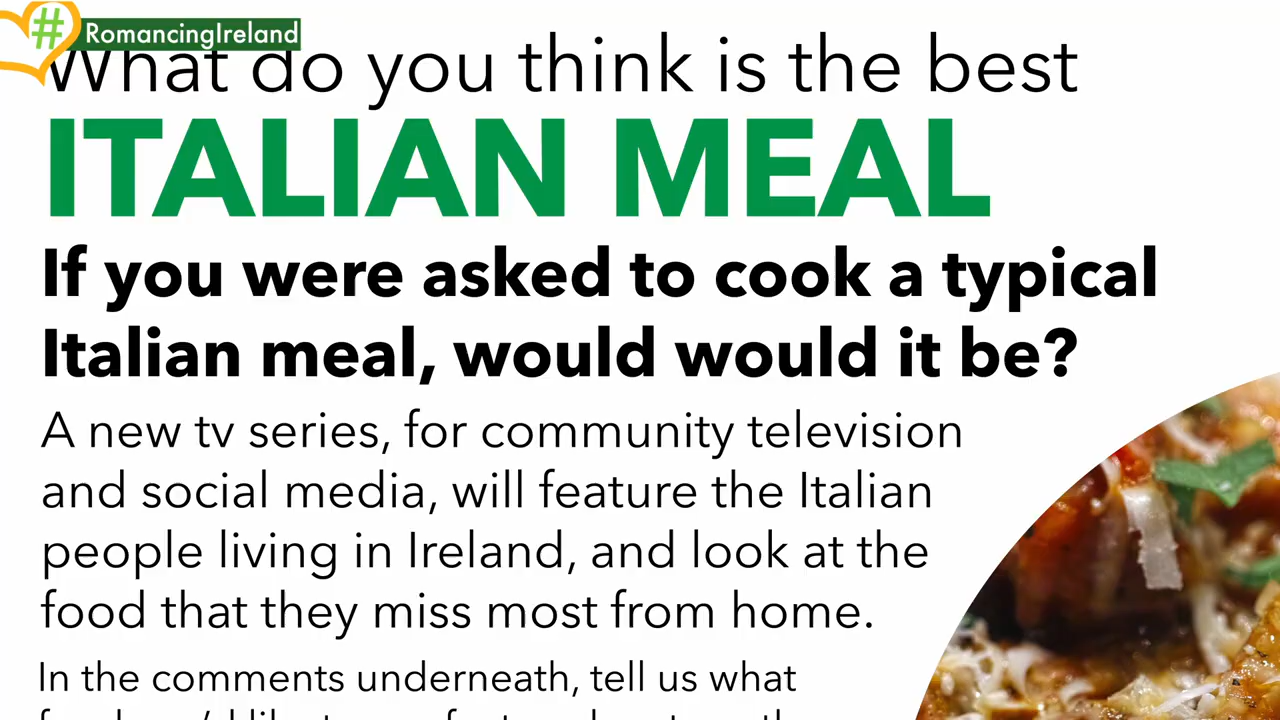 # RomancingIreland
What do you think is the best
ITALIAN MEAL
If you were asked to cook a typical
Italian meal, would would it be?
A new tv series, for community television
and social media, will feature the Italian
people living in Ireland, and look at the
food that they miss most from home.
In the comments underneath, tell us what